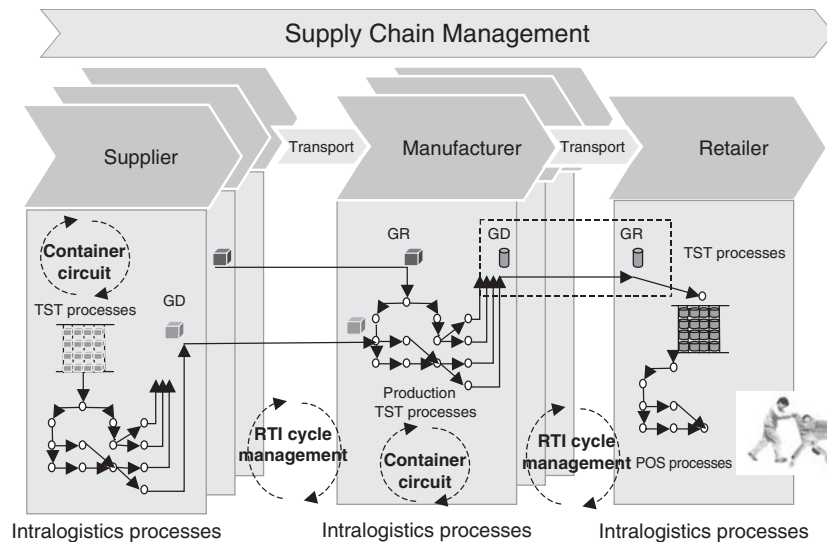 Supply Chain Management
Supplier
Transport
Manufacturer
Transport
Retailer
Container
circuit
TST processes
GD
GR
GD
GR
TST processes
Production
TST processes
Container
circuit
RTI cycle
management
RTI cycle
management
POS processes
Intralogistics processes
Intralogistics processes
Intralogistics processes